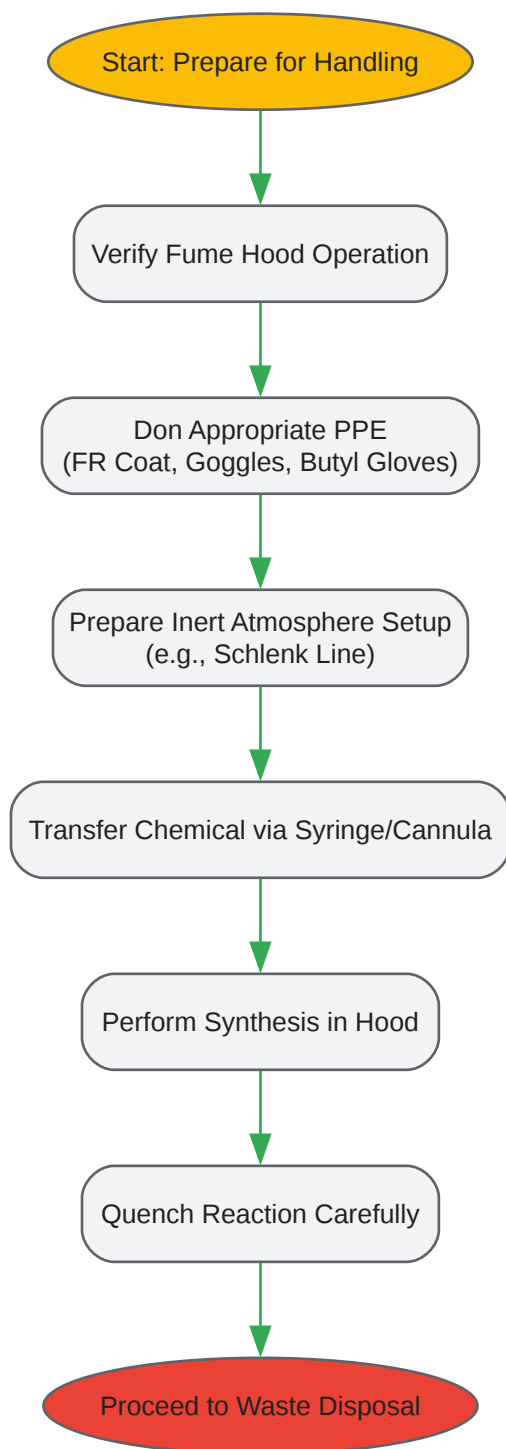 Start: Prepare for Handling
Verify Fume Hood Operation
Don Appropriate PPE
(FR Coat, Goggles, Butyl Gloves)
Prepare Inert Atmosphere Setup
(e.g., Schlenk Line)
Transfer Chemical via Syringe/Cannula
Perform Synthesis in Hood
Quench Reaction Carefully
Proceed to Waste Disposal